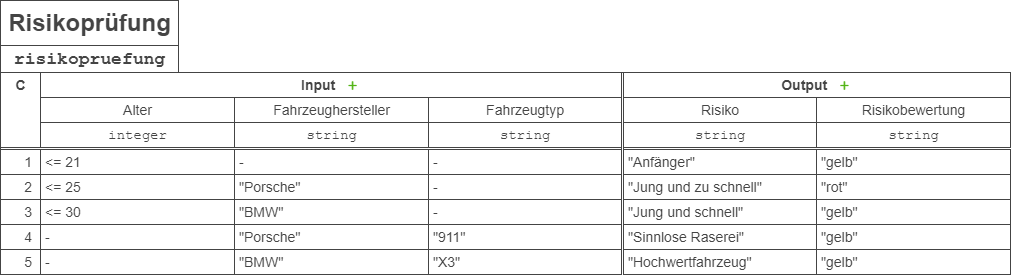 Risikoprüfung
risikopruefung
C Input + Output +
Alter Fahrzeughersteller Fahrzeugtyp Risiko Risikobewertung
integer string string string string
1 <= 21 - - "Anfänger" "gelb"
2 <= 25 "Porsche" - "Jung und zu schnell" "rot"
3 <= 30 "BMW" - "Jung und schnell" "gelb"
4 - "Porsche" "911" "Sinnlose Raserei" "gelb"
5 - "BMW" "X3" "Hochwertfahrzeug" "gelb"